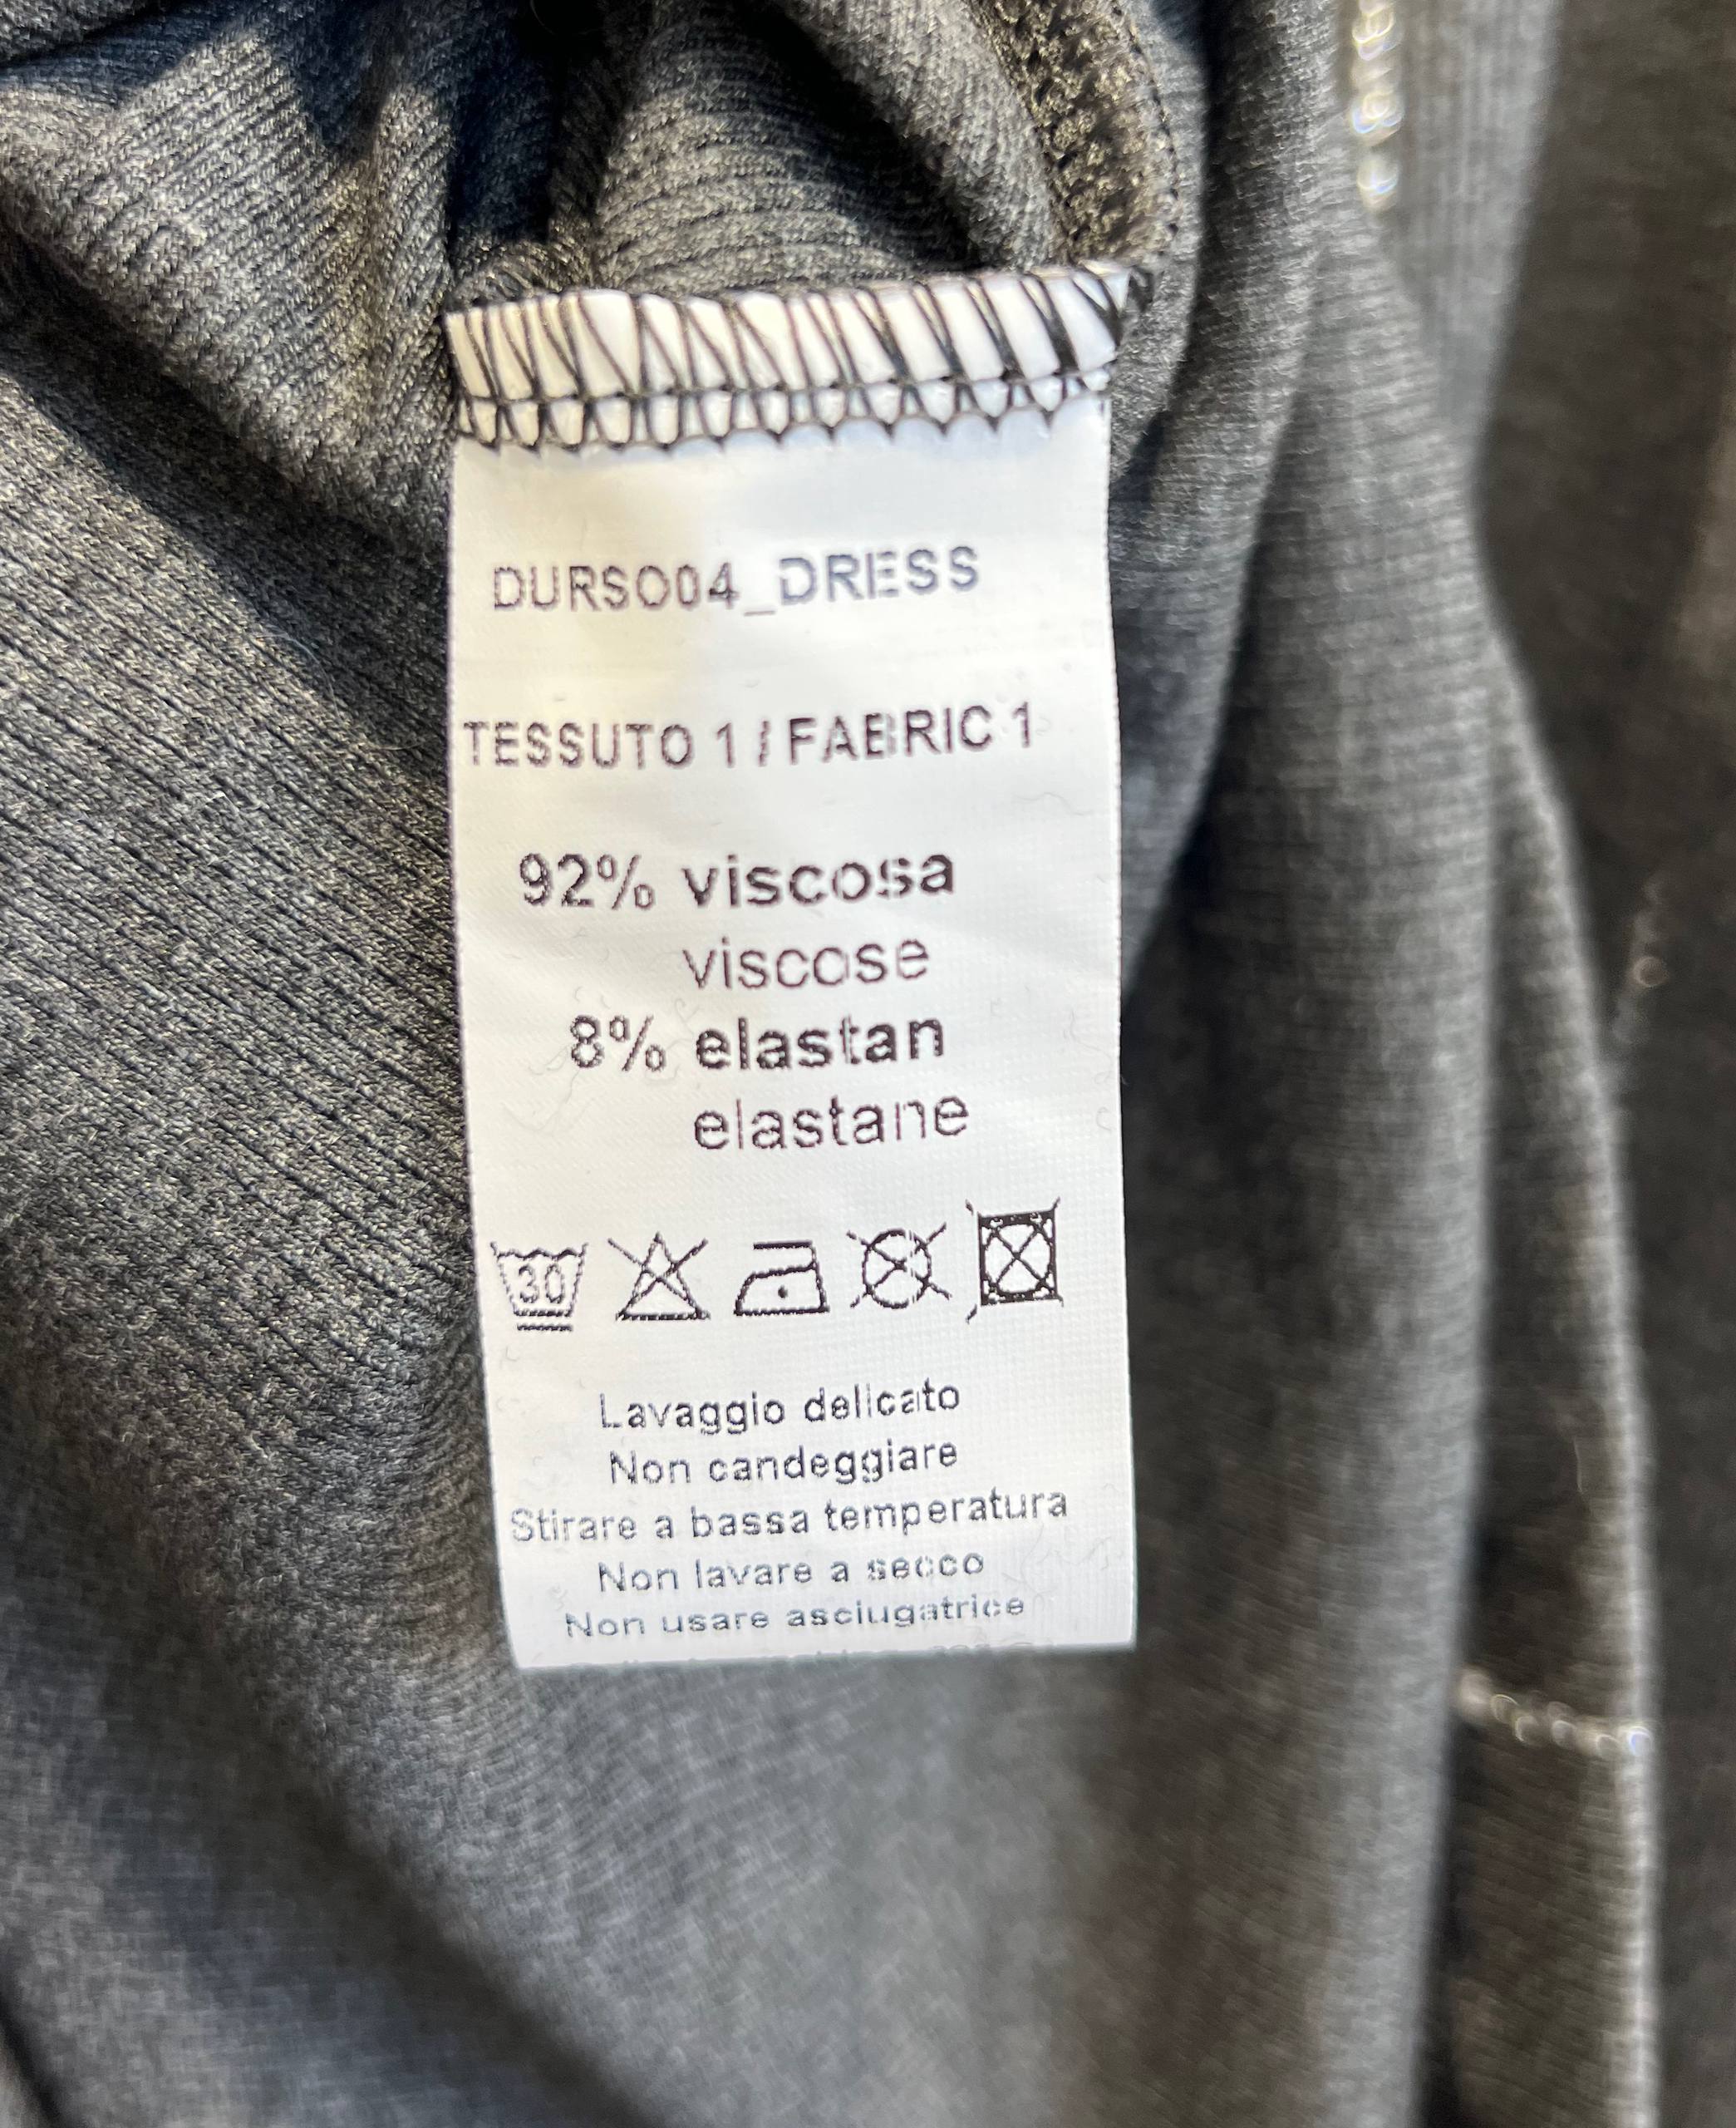 DURSO04_DRESS
TESSUTO 1 / FABRIC 1
92% viscosa
viscose
8% elastan
elastane
30
Lavaggio delicato
Non candeggiare
Stirare a bassa temperatura
Non lavare a secco
Non usare asciugatrice